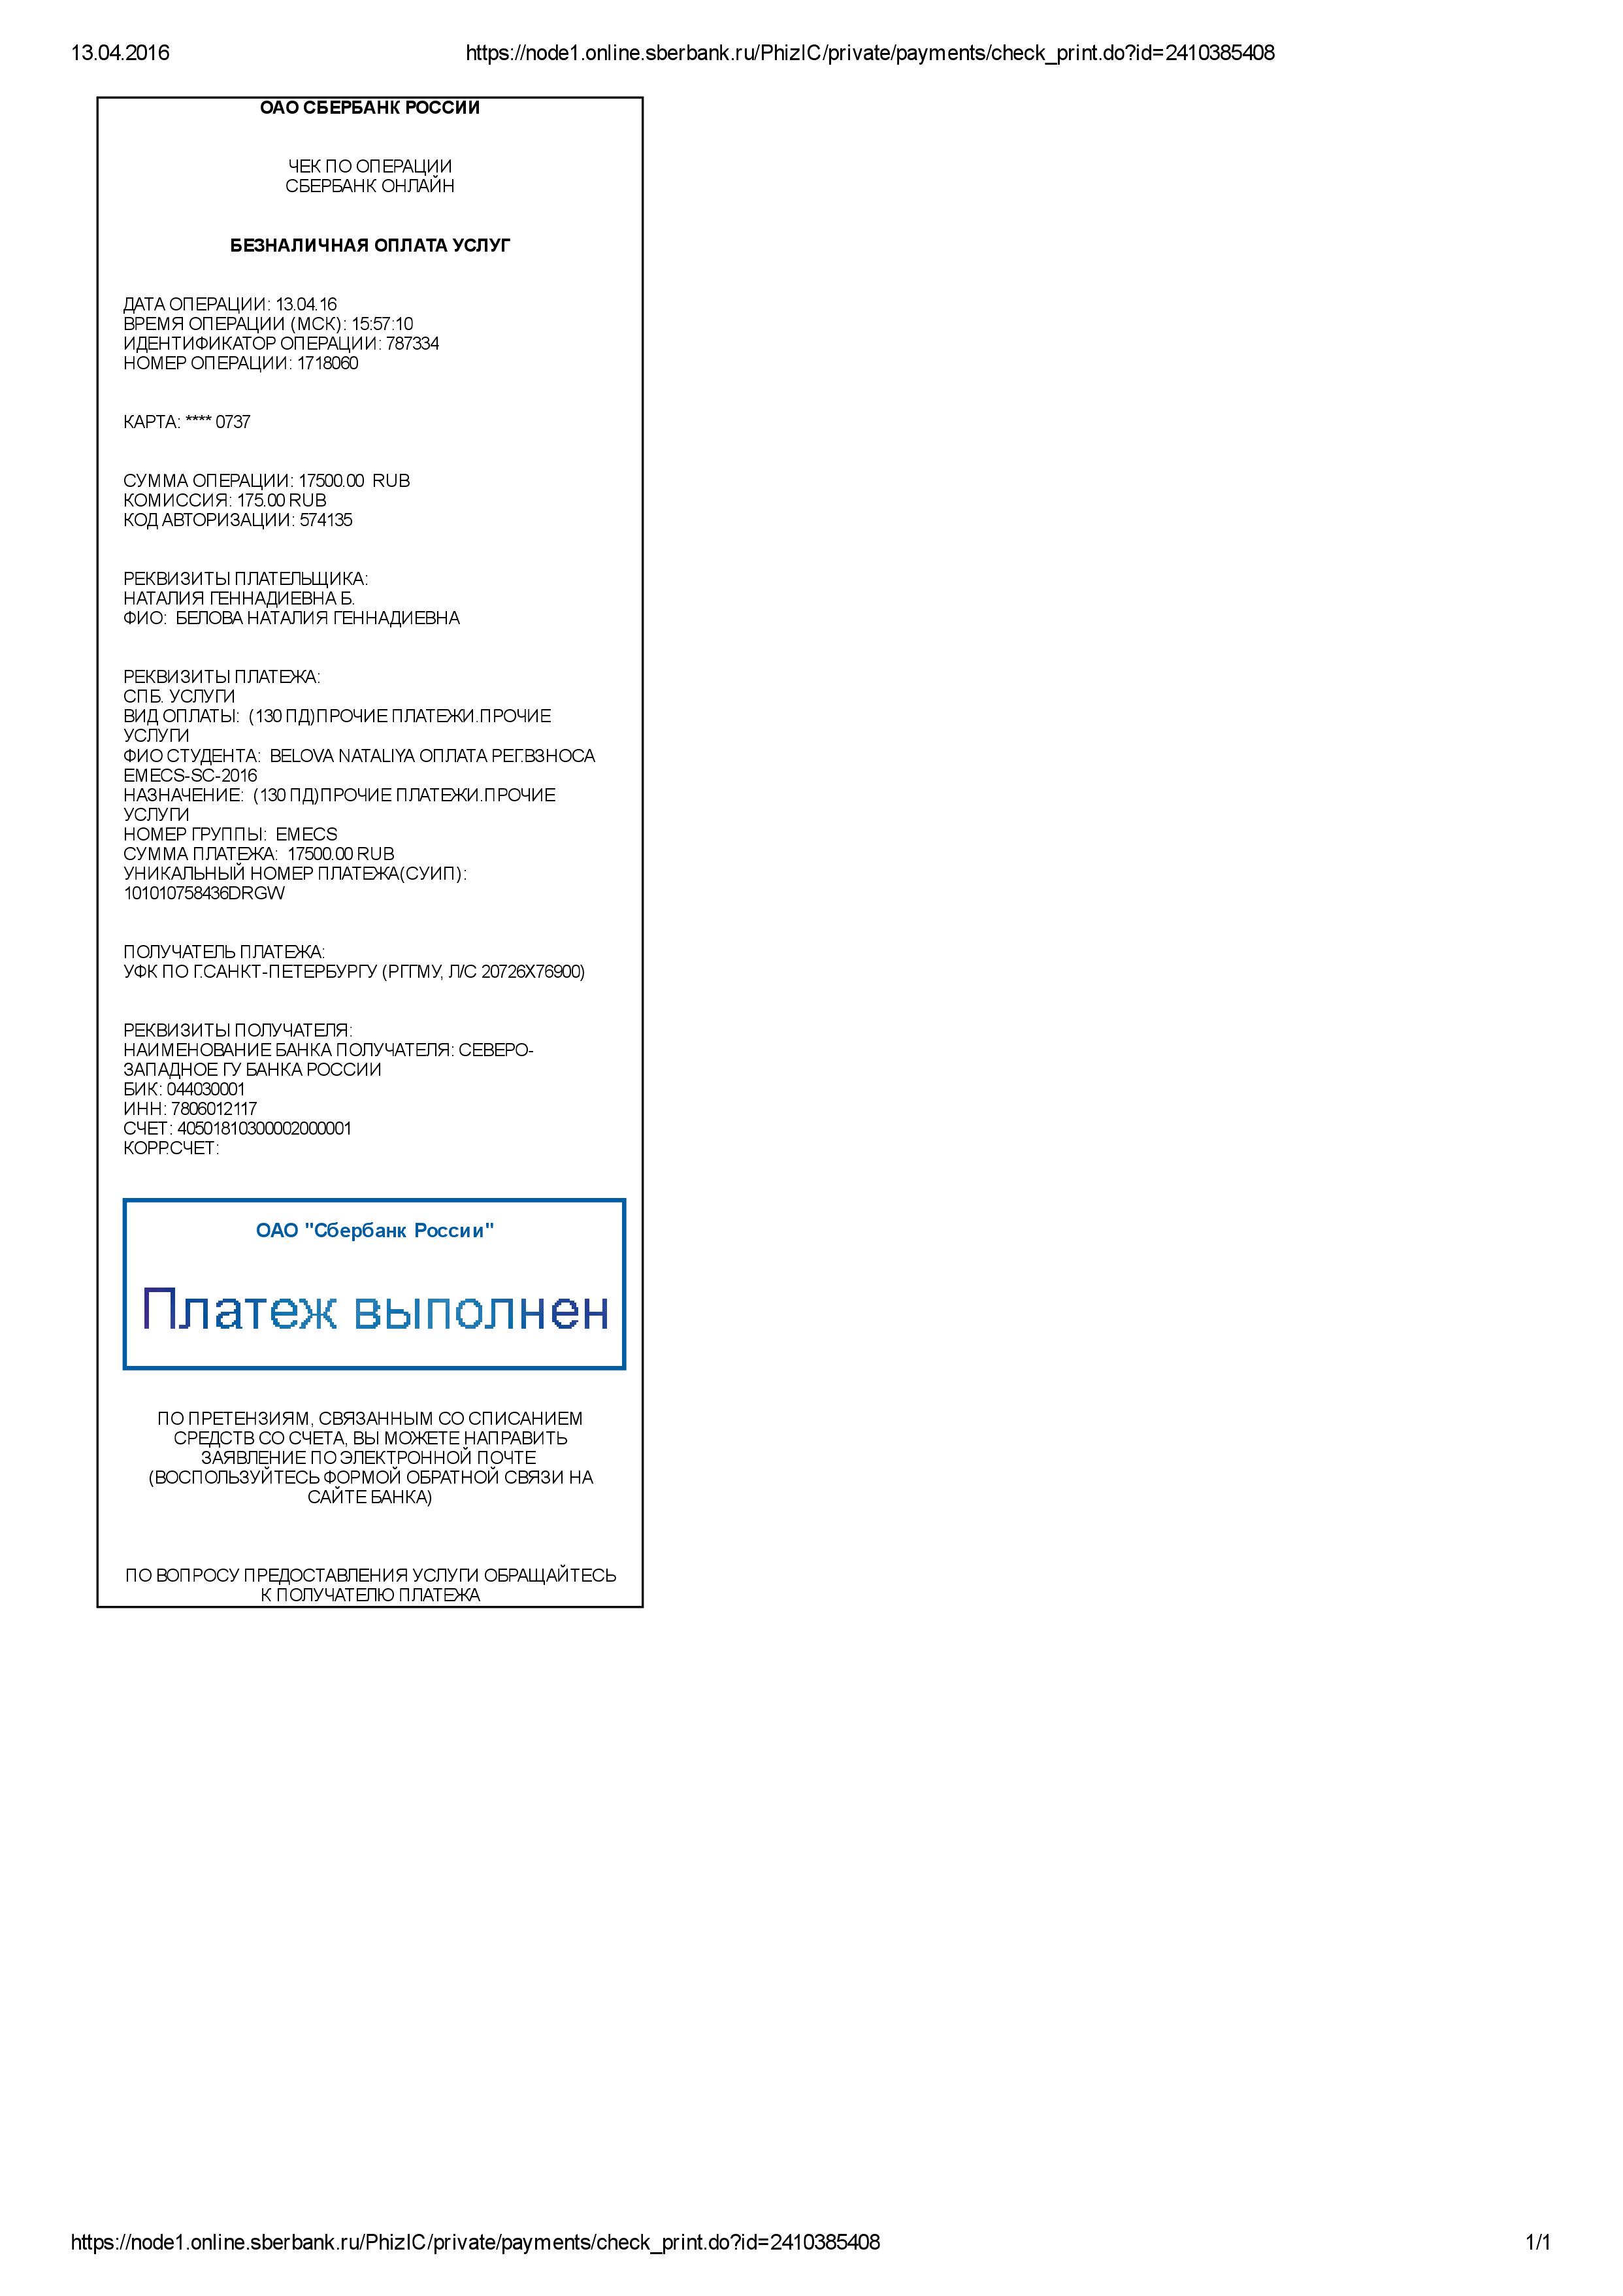 13.04.2016 https://node1.online.sberbank.ru/PhizIC/private/payments/check_print.do?id=2410385408
ОАО СБЕРБАНК РОССИИ
ЧЕК ПО ОПЕРАЦИИ
СБЕРБАНК ОНЛАЙН
БЕЗНАЛИЧНАЯ ОПЛАТА УСЛУГ
ДАТА ОПЕРАЦИИ: 13.04.16
ВРЕМЯ ОПЕРАЦИИ (МСК): 15:57:10
ИДЕНТИФИКАТОР ОПЕРАЦИИ: 787334
НОМЕР ОПЕРАЦИИ: 1718060
КАРТА: **** 0737
СУММА ОПЕРАЦИИ: 17500.00 RUB
КОМИССИЯ: 175.00 RUB
КОД АВТОРИЗАЦИИ: 574135
РЕКВИЗИТЫ ПЛАТЕЛЬЩИКА:
НАТАЛИЯ ГЕННАДИЕВНА Б.
ФИО: БЕЛОВА НАТАЛИЯ ГЕННАДИЕВНА
РЕКВИЗИТЫ ПЛАТЕЖА:
СПБ. УСЛУГИ
ВИД ОПЛАТЫ: (130 ПД)ПРОЧИЕ ПЛАТЕЖИ.ПРОЧИЕ
УСЛУГИ
ФИО СТУДЕНТА: BELOVA NATALIYA ОПЛАТА РЕГ.ВЗНОСА
EMECS-SC-2016
НАЗНАЧЕНИЕ: (130 ПД)ПРОЧИЕ ПЛАТЕЖИ.ПРОЧИЕ
УСЛУГИ
НОМЕР ГРУППЫ: EMECS
СУММА ПЛАТЕЖА: 17500.00 RUB
УНИКАЛЬНЫЙ НОМЕР ПЛАТЕЖА(СУИП):
101010758436DRGW
ПОЛУЧАТЕЛЬ ПЛАТЕЖА:
УФК ПО Г.САНКТ-ПЕТЕРБУРГУ (РГГМУ, Л/С 20726Х76900)
РЕКВИЗИТЫ ПОЛУЧАТЕЛЯ:
НАИМЕНОВАНИЕ БАНКА ПОЛУЧАТЕЛЯ: СЕВЕРО-
ЗАПАДНОЕ ГУ БАНКА РОССИИ
БИК: 044030001
ИНН: 7806012117
СЧЕТ: 40501810300002000001
КОРР.СЧЕТ:
ОАО "Сбербанк России"
Платеж выполнен
ПО ПРЕТЕНЗИЯМ, СВЯЗАННЫМ СО СПИСАНИЕМ
СРЕДСТВ СО СЧЕТА, ВЫ МОЖЕТЕ НАПРАВИТЬ
ЗАЯВЛЕНИЕ ПО ЭЛЕКТРОННОЙ ПОЧТЕ
(ВОСПОЛЬЗУЙТЕСЬ ФОРМОЙ ОБРАТНОЙ СВЯЗИ НА
САЙТЕ БАНКА)
ПО ВОПРОСУ ПРЕДОСТАВЛЕНИЯ УСЛУГИ ОБРАЩАЙТЕСЬ
К ПОЛУЧАТЕЛЮ ПЛАТЕЖА
https://node1.online.sberbank.ru/PhizIC/private/payments/check_print.do?id=2410385408 1/1